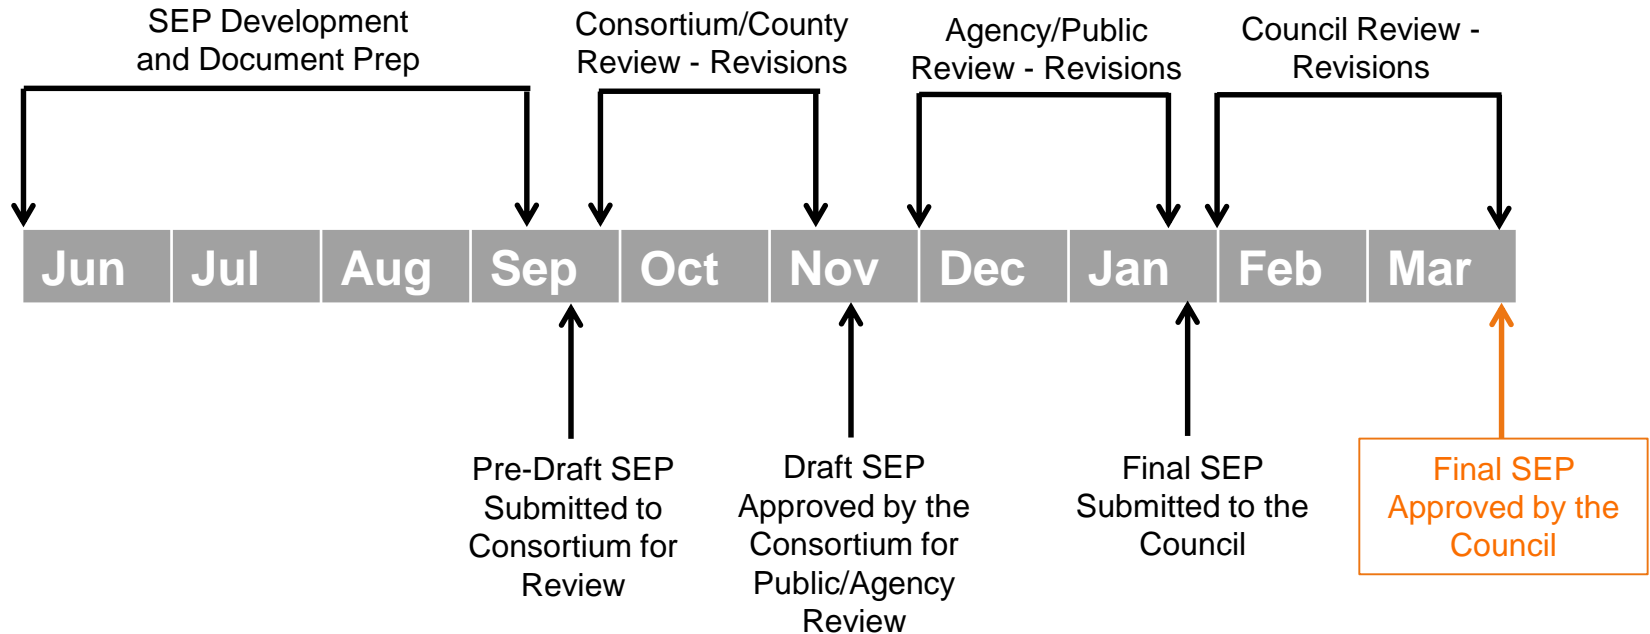 SEP Development
and Document Prep
Consortium/County
Review - Revisions
Agency/Public
Review - Revisions
Council Review -
Revisions
Jun
Jul
Aug
Sep
Oct
Nov
Dec
Jan
Feb
Mar
Pre-Draft SEP
Submitted to
Consortium for
Review
Draft SEP
Approved by the
Consortium for
Public/Agency
Review
Final SEP
Submitted to the
Council
Final SEP
Approved by the
Council